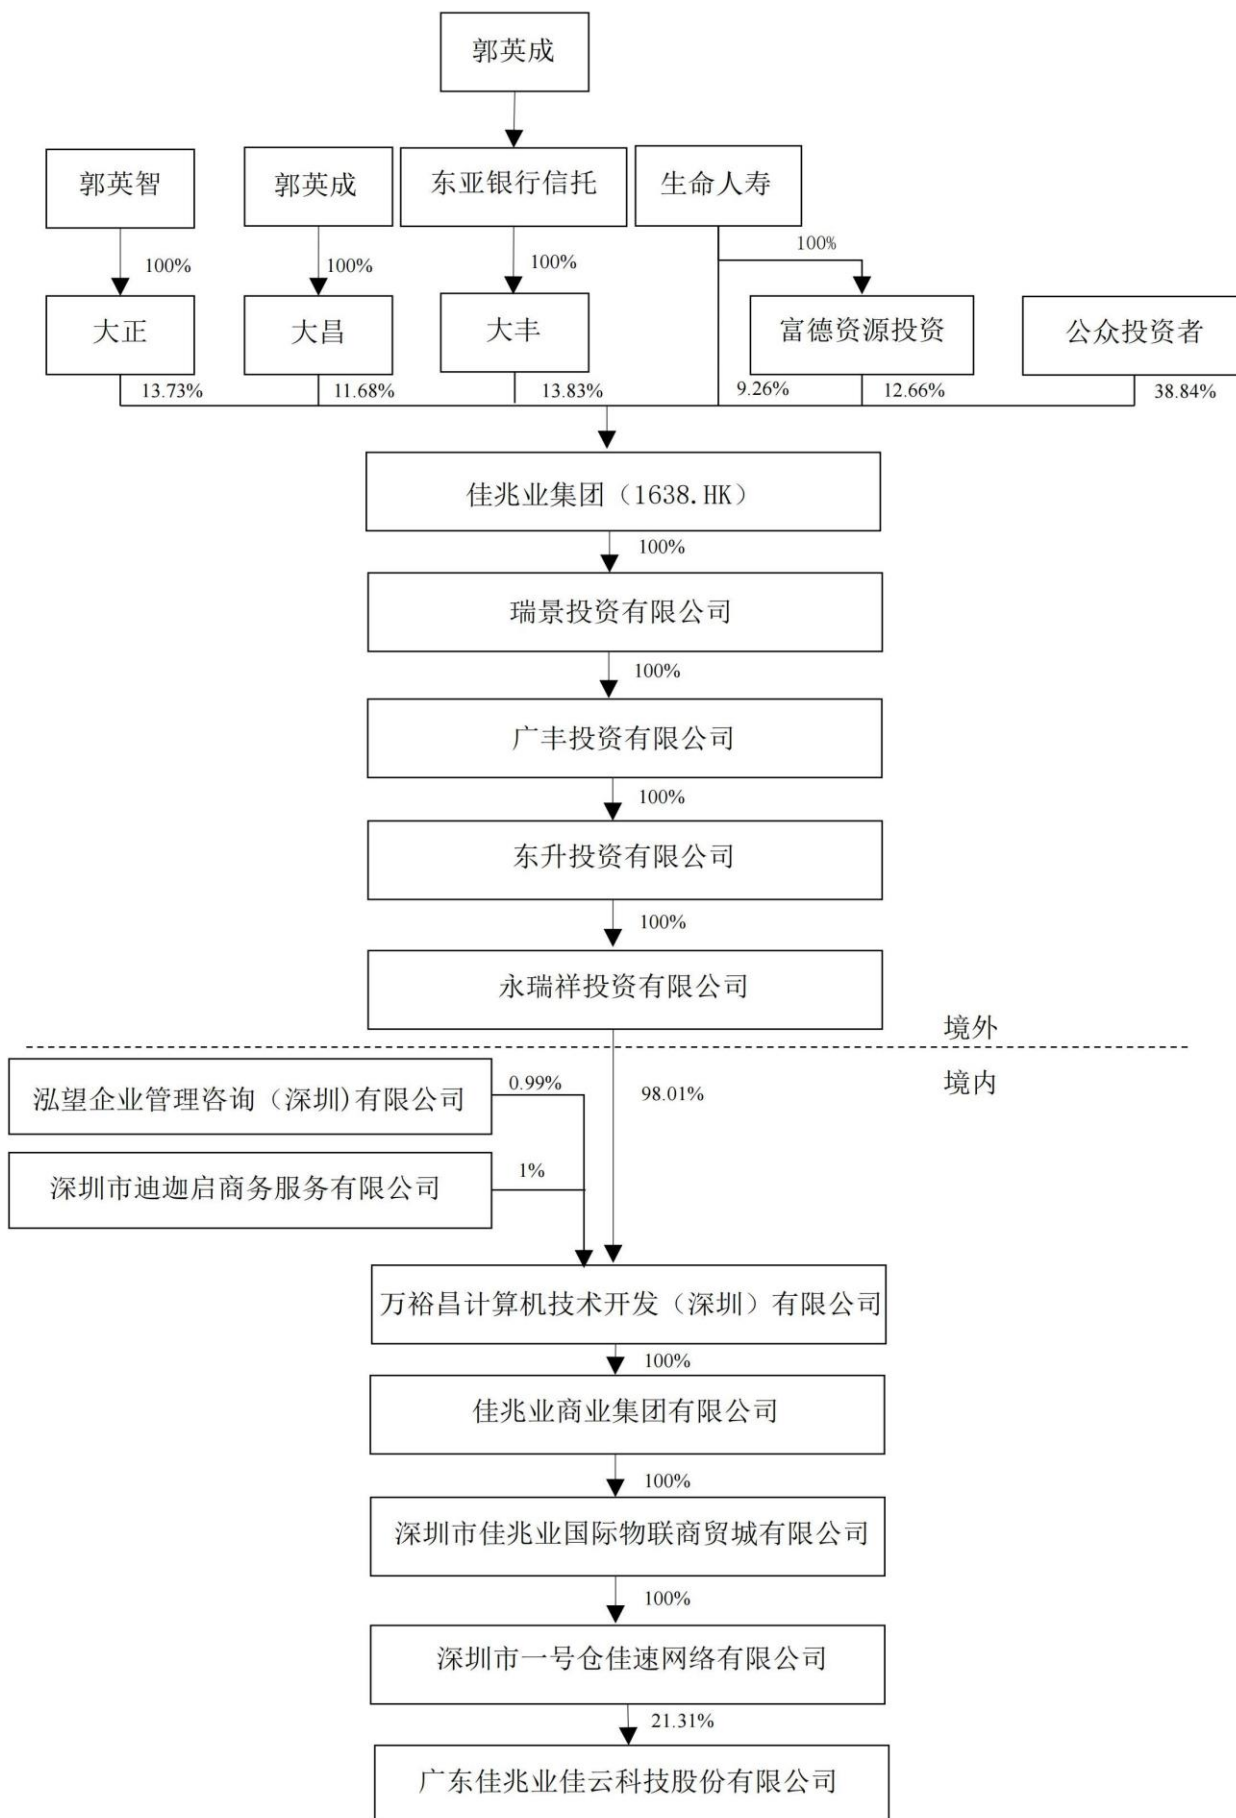 郭英成
郭英智
郭英成
东亚银行信托
生命人寿
100%
100%
100%
100%
大正
大昌
大丰
富德资源投资
公众投资者
13.73%
11.68%
13.83%
9.26%
12.66%
38.84%
佳兆业集团（1638.HK）
100%
瑞景投资有限公司
100%
广丰投资有限公司
100%
东升投资有限公司
100%
永瑞祥投资有限公司
境外
境内
泓望企业管理咨询（深圳)有限公司
0.99%
98.01%
深圳市迪迦启商务服务有限公司
1%
万裕昌计算机技术开发（深圳）有限公司
100%
佳兆业商业集团有限公司
100%
深圳市佳兆业国际物联商贸城有限公司
100%
深圳市一号仓佳速网络有限公司
21.31%
广东佳兆业佳云科技股份有限公司